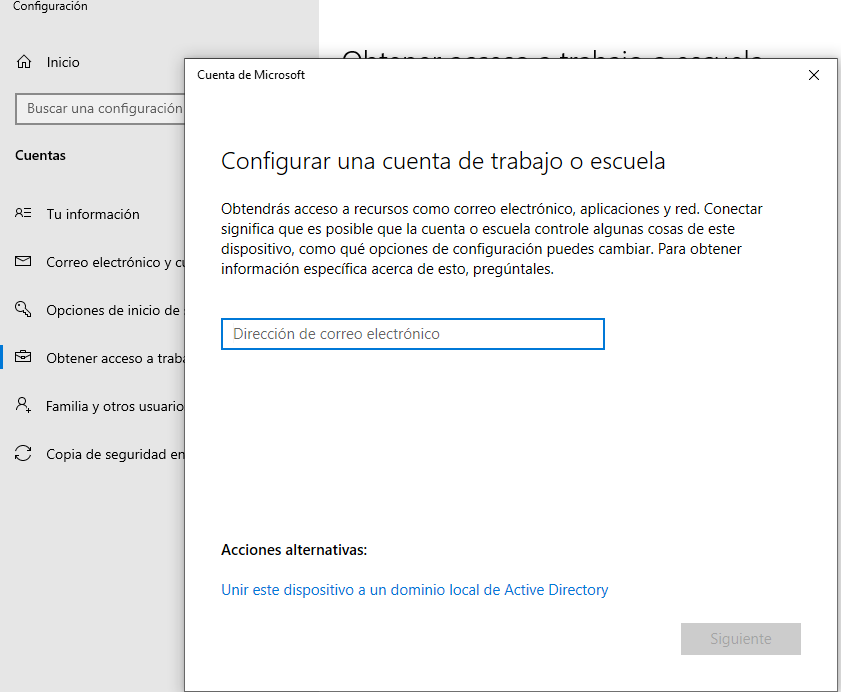 Configuración
Inicio
Buscar una configuración
Cuentas
Tu información
Correo electrónico y
Opciones de inicio de
Obtener acceso a
Familia y otros
Copia de seguridad en
Obtener acceso a trabajo o escuela
Cuenta de Microsoft
Configurar una cuenta de trabajo o escuela
Obtendrás acceso a recursos como correo electrónico, aplicaciones y red. Conectar
significa que es posible que la cuenta o escuela controle algunas cosas de este
dispositivo, como qué opciones de configuración puedes cambiar. Para obtener
información específica acerca de esto, pregúntales.
Dirección de correo electrónico
Acciones alternativas:
Unir este dispositivo a un dominio local de Active Directory
Siguiente